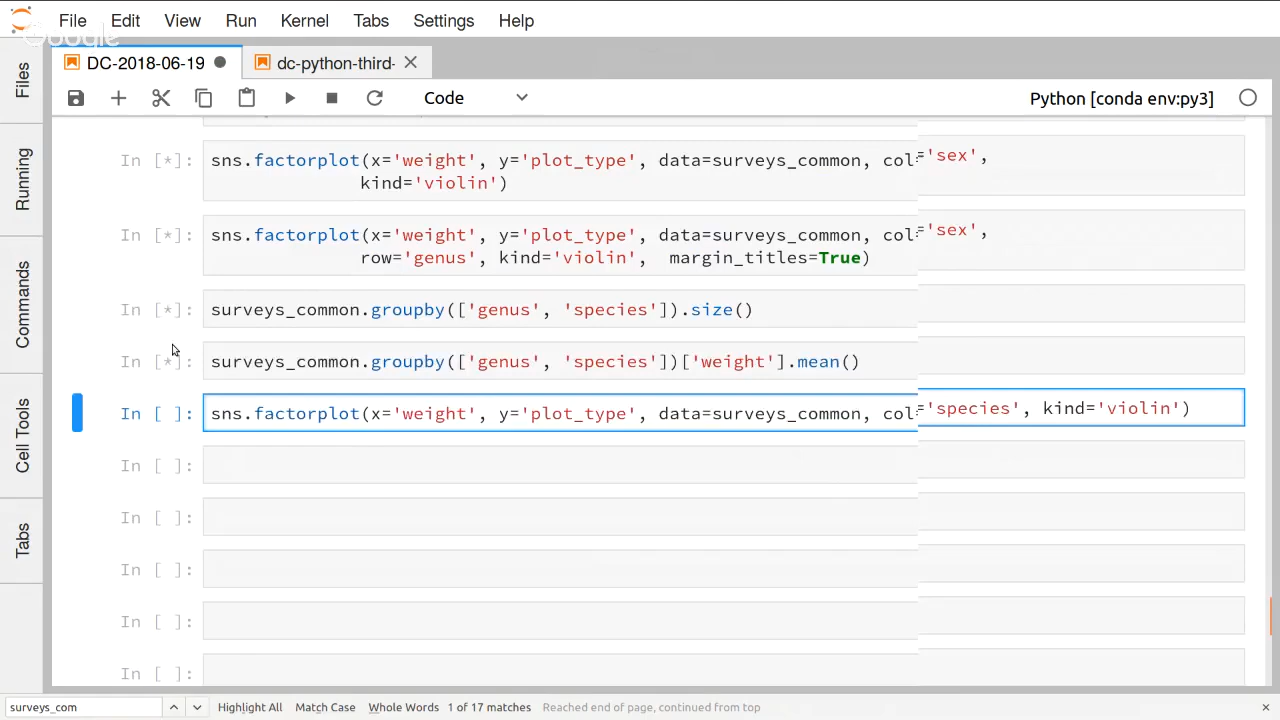 File Edit View Run Kernel Tabs Settings Help
Google
DC-2018-06-19 dc-python-third-
Code Python [conda env:py3]
Files
Running
Commands
Cell Tools
Tabs
In [*]: sns.factorplot(x='weight', y='plot_type', data=surveys_common, col='sex',
kind='violin')
In [*]: sns.factorplot(x='weight', y='plot_type', data=surveys_common, col='sex',
row='genus', kind='violin',  margin_titles=True)
In [*]: surveys_common.groupby(['genus', 'species']).size()
In [*]: surveys_common.groupby(['genus', 'species'])['weight'].mean()
In [ ]: sns.factorplot(x='weight', y='plot_type', data=surveys_common, col='species', kind='violin')
In [ ]:
In [ ]:
In [ ]:
In [ ]:
In [ ]:
surveys_com Highlight All Match Case Whole Words 1 of 17 matches Reached end of page, continued from top